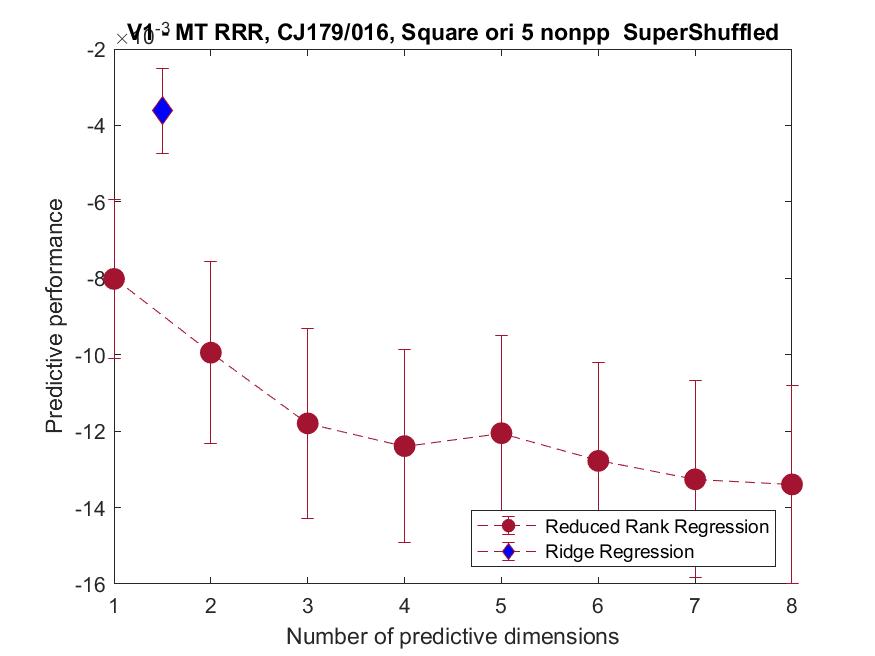 V1 - MT RRR, CJ179/016, Square ori 5 nonpp  SuperShuffled
×10-3
-2
-4
-6
-8
-10
-12
-14
-16
1 2 3 4 5 6 7 8
Predictive performance
Number of predictive dimensions
Reduced Rank Regression
Ridge Regression